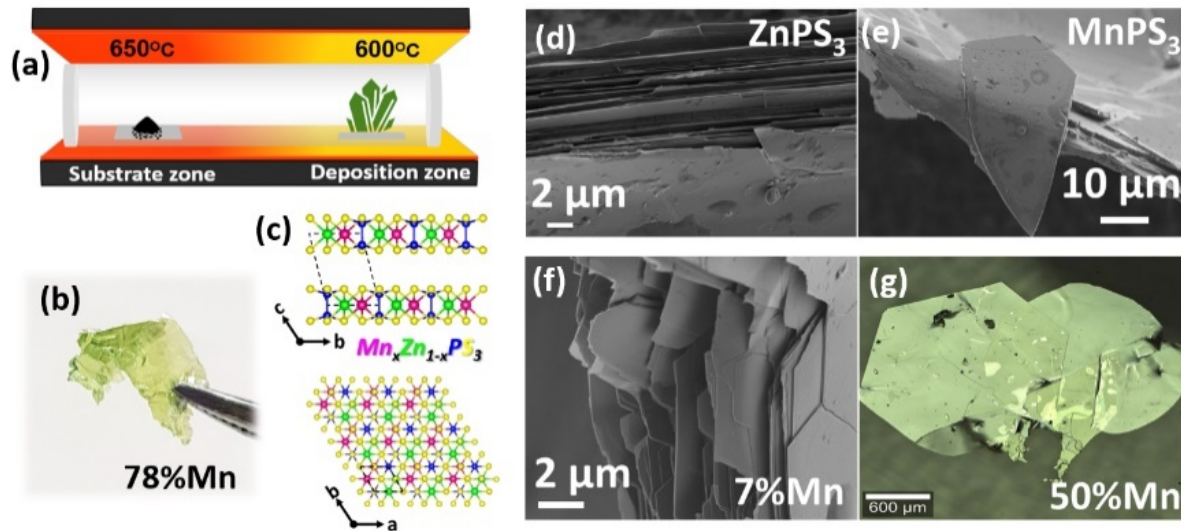 (a)
650°C
600°C
Substrate zone
Deposition zone
(b)
78%Mn
(c)
c
b
MnxZn1-xPS3
b
a
(d)
ZnPS3
2 μm
(e)
MnPS3
10 μm
(f)
2 μm
7%Mn
(g)
600 μm
50%Mn